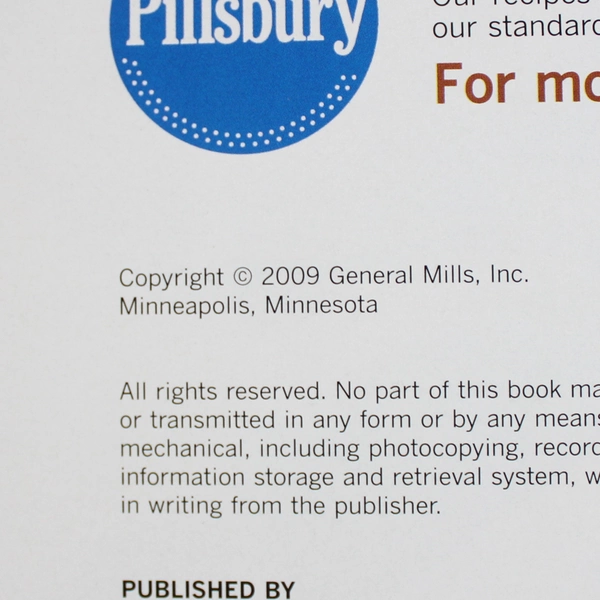 Pillsbury
Our recipes
our standard
For mo
Copyright © 2009 General Mills, Inc.
Minneapolis, Minnesota
All rights reserved. No part of this book ma
or transmitted in any form or by any means
mechanical, including photocopying, record
information storage and retrieval system, w
in writing from the publisher.
PUBLISHED BY